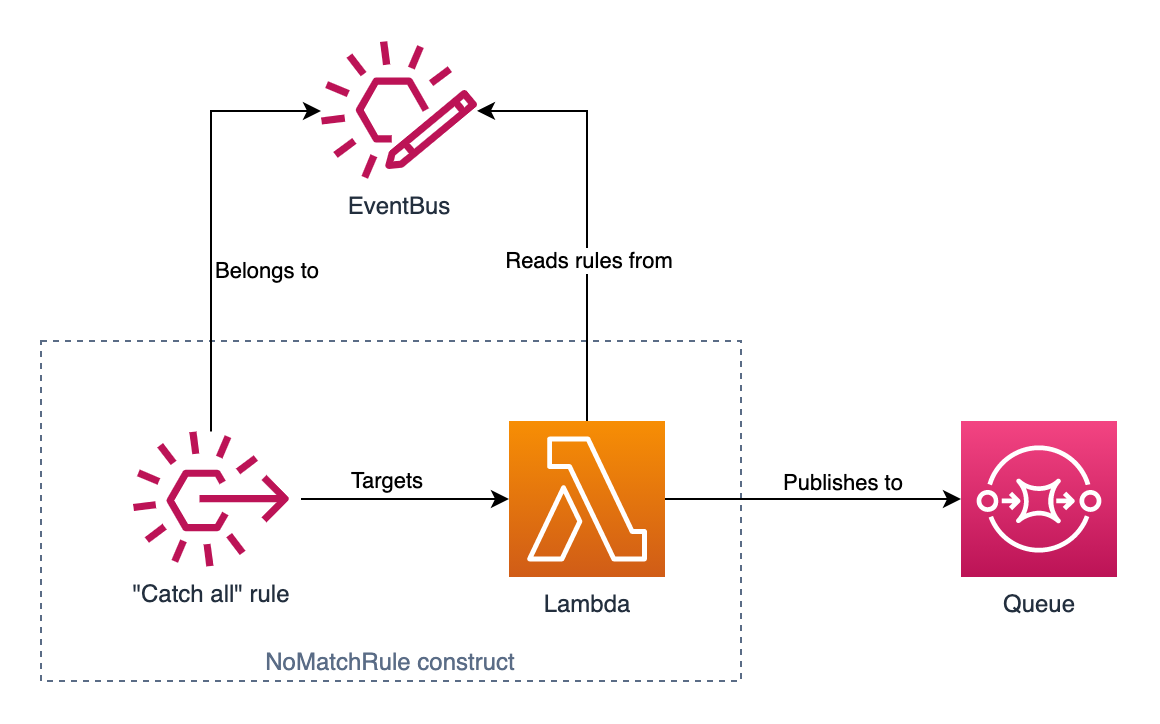 EventBus
Belongs to
Reads rules from
Targets
Publishes to
"Catch all" rule
Lambda
Queue
NoMatchRule construct